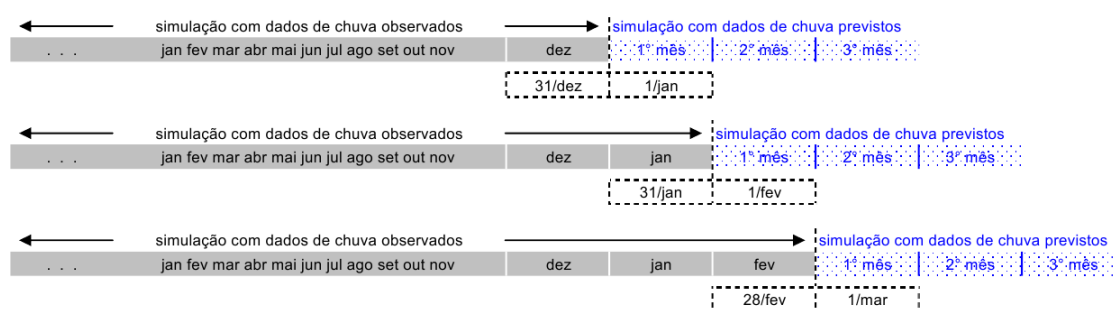 simulação com dados de chuva observados simulação com dados de chuva previstos
. . . jan fev mar abr mai jun jul ago set out nov dez 1° mês 2° mês 3° mês
31/dez 1/jan
simulação com dados de chuva observados simulação com dados de chuva previstos
. . . jan fev mar abr mai jun jul ago set out nov dez jan 1° mês 2° mês 3° mês
31/jan 1/fev
simulação com dados de chuva observados simulação com dados de chuva previstos
. . . jan fev mar abr mai jun jul ago set out nov dez jan fev 1° mês 2° mês 3° mês
28/fev 1/mar